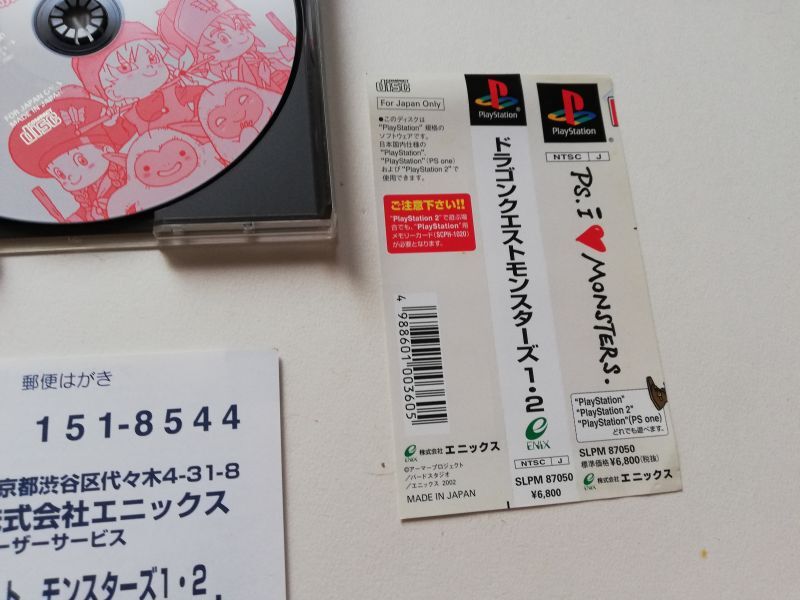 FOR JAPAN ONLY
MADE IN JAPAN
COMPACT
disc
COMPACT
disc
For Japan Only
●このディスクは
"PlayStation"規格の
ソフトウェアです。
日本国内仕様の
"PlayStation"、
"PlayStation"(PS one)
および"PlayStation 2"で
使用できます。
ご注意下さい!!
"PlayStation 2"で遊ぶ場
合でも、"PlayStation"用
メモリーカード(SCPH-1020)
が必要となります。
4 988601 003605
ENIX
株式会社 エニックス
©アーマープロジェクト
/バードスタジオ
/エニックス 2002
MADE IN JAPAN
PlayStation
ドラゴンクエストモンスターズ 1・2
ENIX
NTSC J
SLPM 87050
¥6,800
PlayStation
NTSC J
P.S. i ♥ MONSTERS.
"PlayStation"
"PlayStation 2"
"PlayStation"(PS one)
どれでも遊べます。
SLPM 87050
標準価格¥6,800(税抜)
ENIX
株式会社 エニックス
郵便はがき
151-8544
京都渋谷区代々木4-31-8
式会社エニックス
ーザーサービス
ト モンスターズ1・2